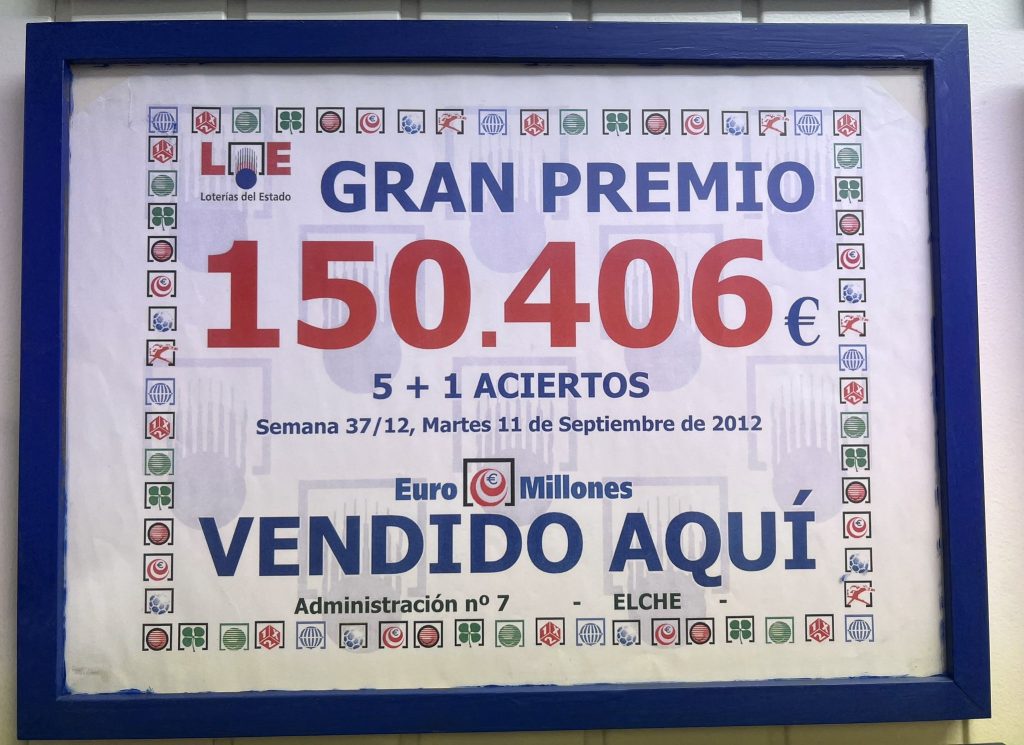 L E
Loterías del Estado
GRAN PREMIO
150.406 €
5 + 1 ACIERTOS
Semana 37/12, Martes 11 de Septiembre de 2012
Euro € Millones
VENDIDO AQUÍ
Administración nº 7 - ELCHE -